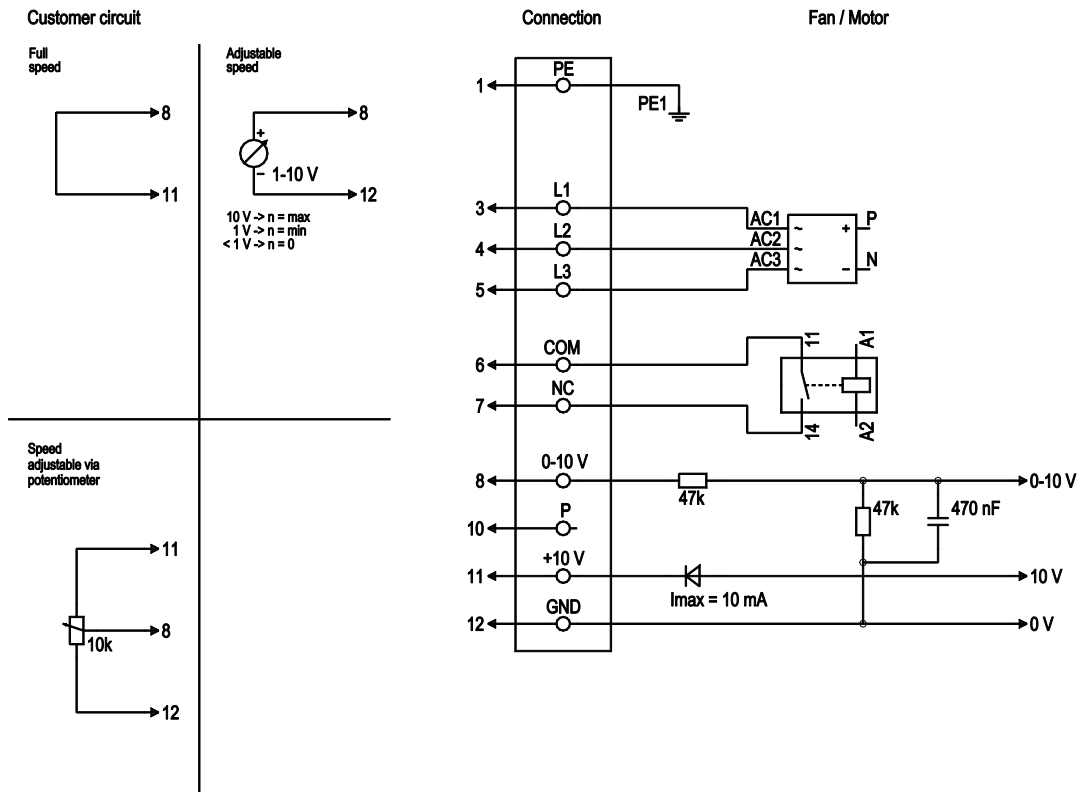 Customer circuit
Connection
Fan / Motor
Full
speed
8
11
Adjustable
speed
8
+
− 1-10 V
12
10 V -> n = max
1 V -> n = min
< 1 V -> n = 0
Speed
adjustable via
potentiometer
11
8
10k
12
1
PE
PE1
3
L1
AC1
~
+
P
4
L2
AC2
~
5
L3
AC3
~
−
N
6
COM
11
A1
7
NC
14
A2
8
0-10 V
47k
0-10 V
47k
470 nF
10
P
11
+10 V
Imax = 10 mA
10 V
12
GND
0 V